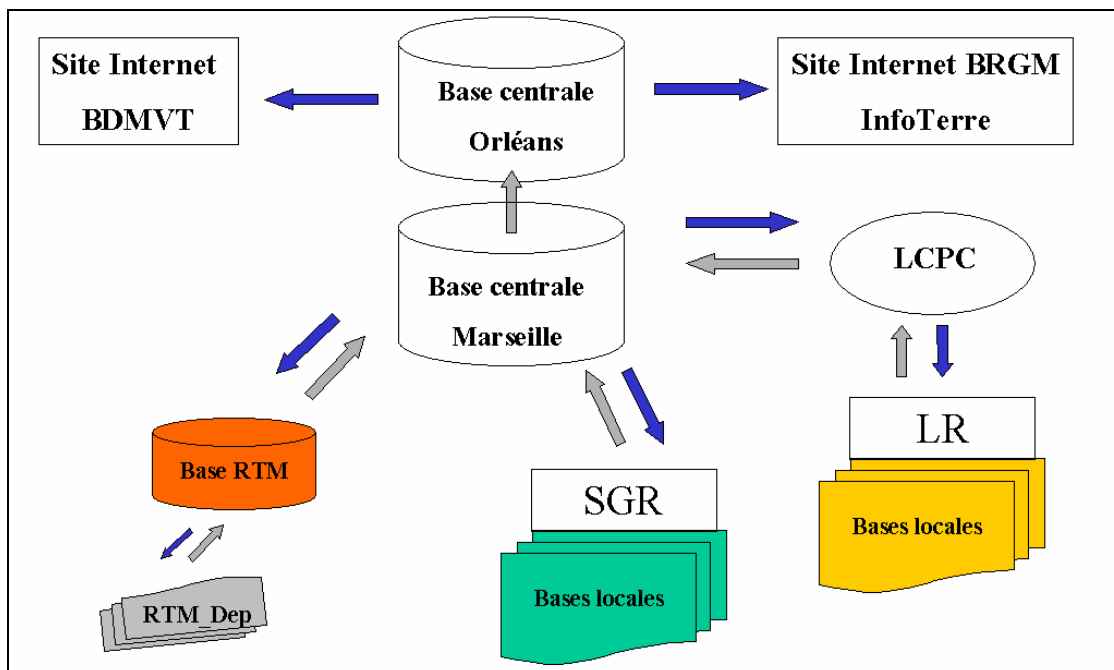 Site Internet
BDMVT
Base centrale
Orléans
Site Internet BRGM
InfoTerre
Base centrale
Marseille
LCPC
Base RTM
RTM_Dep
SGR
Bases locales
LR
Bases locales